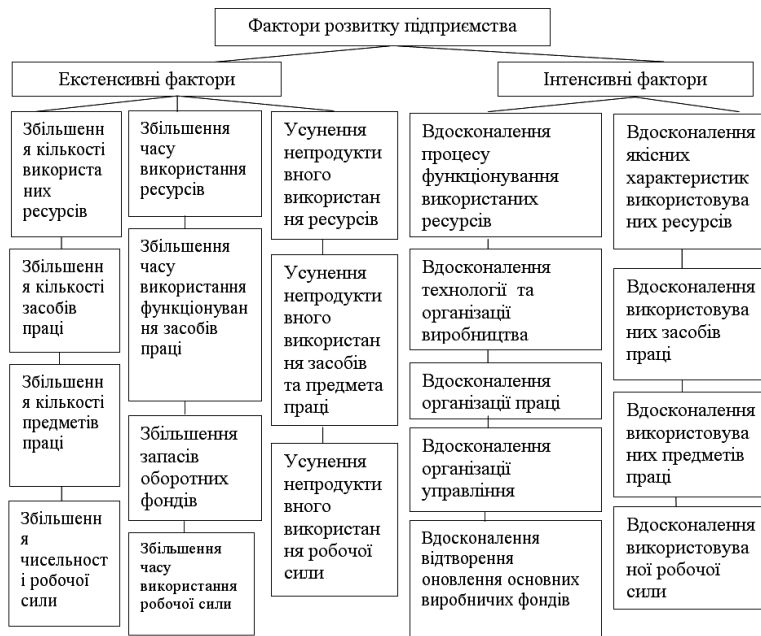 Фактори розвитку підприємства
Екстенсивні фактори
Інтенсивні фактори
Збільшенн
я кількості
використа
них
ресурсів
Збільшенн
я кількості
засобів
праці
Збільшенн
я кількості
предметів
праці
Збільшенн
я
чисельност
і робочої
сили
Збільшення
часу
використання
ресурсів
Збільшення
часу
використання
функціонуван
ня засобів
праці
Збільшення
запасів
оборотних
фондів
Збільшення
часу
використання
робочої сили
Усунення
непродукти
вного
використан
ня ресурсів
Усунення
непродукти
вного
використан
ня засобів
та предмета
праці
Усунення
непродукти
вного
використан
ня робочої
сили
Вдосконалення
процесу
функціонування
використаних
ресурсів
Вдосконалення
технології та
організації
виробництва
Вдосконалення
організації праці
Вдосконалення
організації
управління
Вдосконалення
відтворення
оновлення основних
виробничих фондів
Вдосконалення
якісних
характеристик
використовува
них ресурсів
Вдосконалення
використовува
них засобів
праці
Вдосконалення
використовува
них предметів
праці
Вдосконалення
використовува
ної робочої
сили